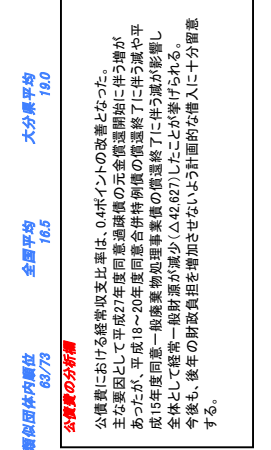 類似団体内順位 全国平均 大分県平均
63/73 16.5 19.0
公債費の分析欄
公債費における経常収支比率は、0.4ポイントの改善となった。
主な要因として平成27年度同意過疎債の元金償還開始に伴う増が
あったが、平成18～20年度同意合併特例債の償還終了に伴う減や平
成15年度同意一般廃棄物処理事業債の償還終了に伴う減が影響し
全体として経常一般財源が減少（△42,627）したことが挙げられる。
今後も、後年の財政負担を増加させないよう計画的な借入に十分留意
する。